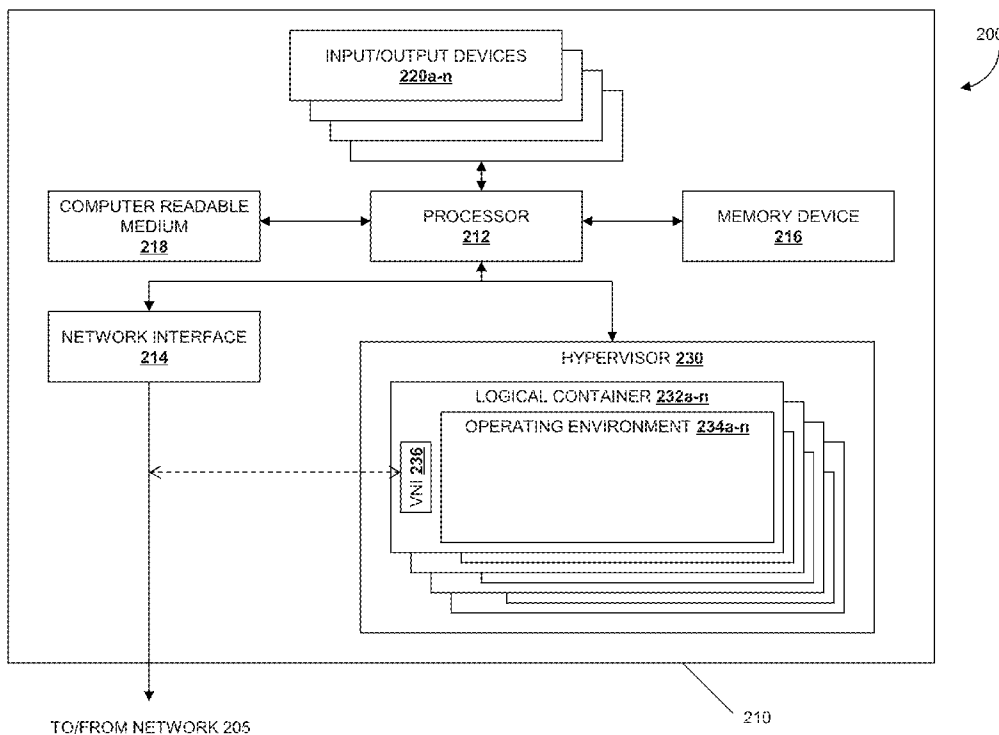 200
INPUT/OUTPUT DEVICES
220a-n
COMPUTER READABLE
MEDIUM
218
PROCESSOR
212
MEMORY DEVICE
216
NETWORK INTERFACE
214
HYPERVISOR 230
LOGICAL CONTAINER 232a-n
OPERATING ENVIRONMENT 234a-n
VNI 236
TO/FROM NETWORK 205
210